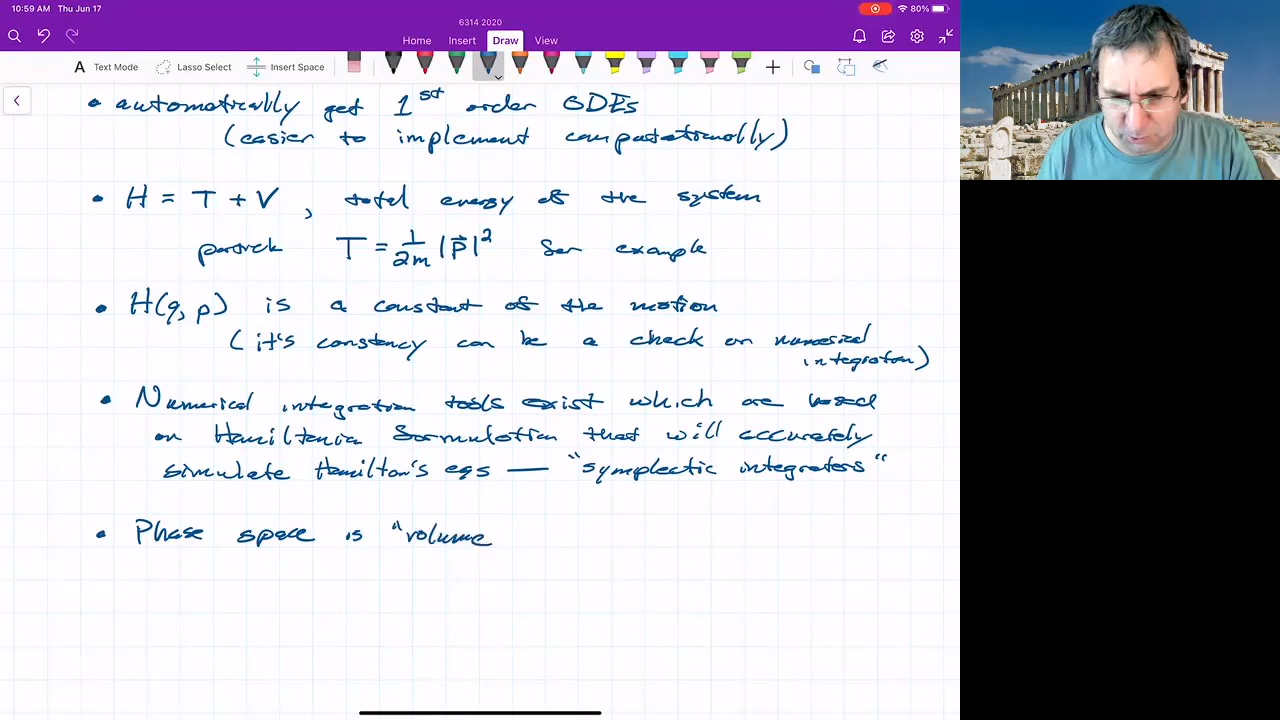 10:59 AM Thu Jun 17
80%
6314 2020
Home Insert Draw View
Text Mode Lasso Select Insert Space
• automatically get 1st order ODEs
(easier to implement computationally)
• H = T + V , total energy of the system
particle T = 1/2m |p⃗|² for example
• H(q, p) is a constant of the motion
(it's constancy can be a check on numerical
integration)
• Numerical integration tools exist which are based
on Hamiltonian formulation that will accurately
simulate Hamilton's eqs — "symplectic integrators"
• Phase space is "volume